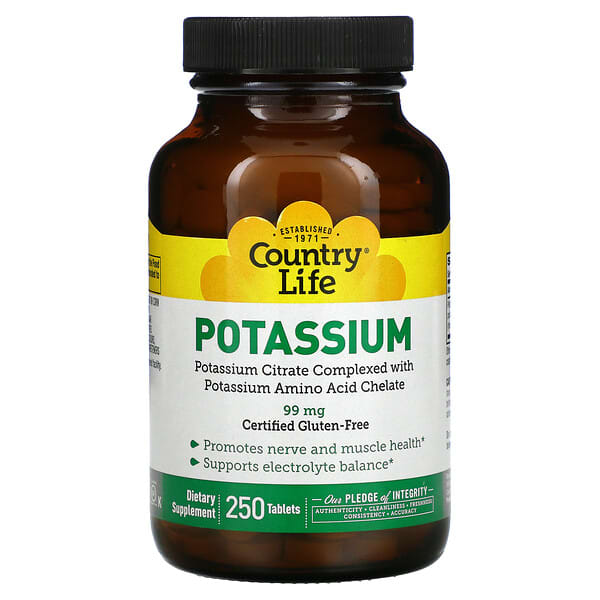 ESTABLISHED
1971
Country®
Life
POTASSIUM
Potassium Citrate Complexed with
Potassium Amino Acid Chelate
99 mg
Certified Gluten-Free
▸ Promotes nerve and muscle health*
▸ Supports electrolyte balance*
Dietary
Supplement
250 Tablets
Our PLEDGE of INTEGRITY
AUTHENTICITY • CLEANLINESS • FRESHNESS
CONSISTENCY • ACCURACY
K